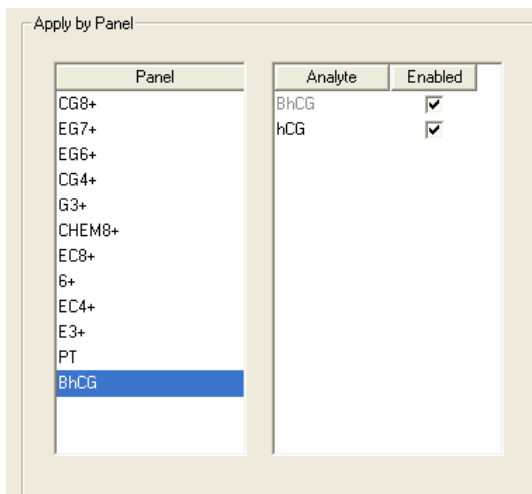 Apply by Panel
Panel
CG8+
EG7+
EG6+
CG4+
G3+
CHEM8+
EC8+
6+
EC4+
E3+
PT
BhCG
Analyte Enabled
BhCG
hCG